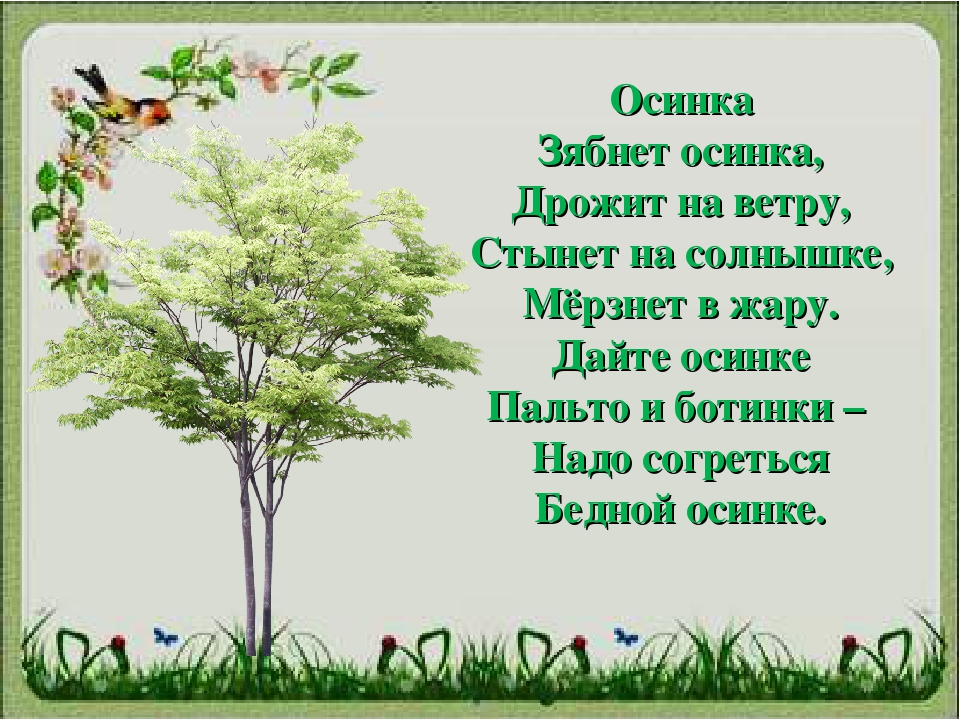 Осинка
Зябнет осинка,
Дрожит на ветру,
Стынет на солнышке,
Мёрзнет в жару.
Дайте осинке
Пальто и ботинки –
Надо согреться
Бедной осинке.